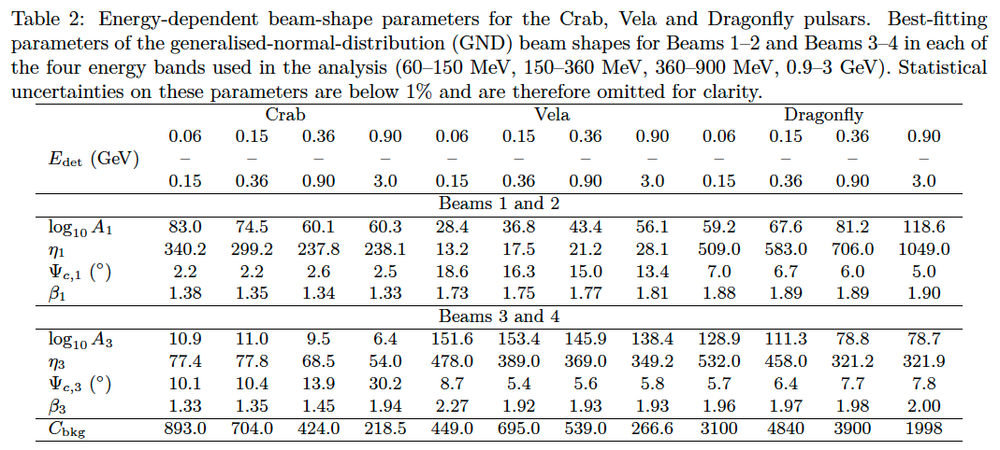 Table 2: Energy-dependent beam-shape parameters for the Crab, Vela and Dragonfly pulsars. Best-fitting
parameters of the generalised-normal-distribution (GND) beam shapes for Beams 1–2 and Beams 3–4 in each of
the four energy bands used in the analysis (60–150 MeV, 150–360 MeV, 360–900 MeV, 0.9–3 GeV). Statistical
uncertainties on these parameters are below 1% and are therefore omitted for clarity.
Crab Vela Dragonfly
0.06 0.15 0.36 0.90 0.06 0.15 0.36 0.90 0.06 0.15 0.36 0.90
E_det (GeV) – – – – – – – – – – – –
0.15 0.36 0.90 3.0 0.15 0.36 0.90 3.0 0.15 0.36 0.90 3.0
Beams 1 and 2
log₁₀ A₁ 83.0 74.5 60.1 60.3 28.4 36.8 43.4 56.1 59.2 67.6 81.2 118.6
η₁ 340.2 299.2 237.8 238.1 13.2 17.5 21.2 28.1 509.0 583.0 706.0 1049.0
Ψ_c,1 (°) 2.2 2.2 2.6 2.5 18.6 16.3 15.0 13.4 7.0 6.7 6.0 5.0
β₁ 1.38 1.35 1.34 1.33 1.73 1.75 1.77 1.81 1.88 1.89 1.89 1.90
Beams 3 and 4
log₁₀ A₃ 10.9 11.0 9.5 6.4 151.6 153.4 145.9 138.4 128.9 111.3 78.8 78.7
η₃ 77.4 77.8 68.5 54.0 478.0 389.0 369.0 349.2 532.0 458.0 321.2 321.9
Ψ_c,3 (°) 10.1 10.4 13.9 30.2 8.7 5.4 5.6 5.8 5.7 6.4 7.7 7.8
β₃ 1.33 1.35 1.45 1.94 2.27 1.92 1.93 1.93 1.96 1.97 1.98 2.00
C_bkg 893.0 704.0 424.0 218.5 449.0 695.0 539.0 266.6 3100 4840 3900 1998